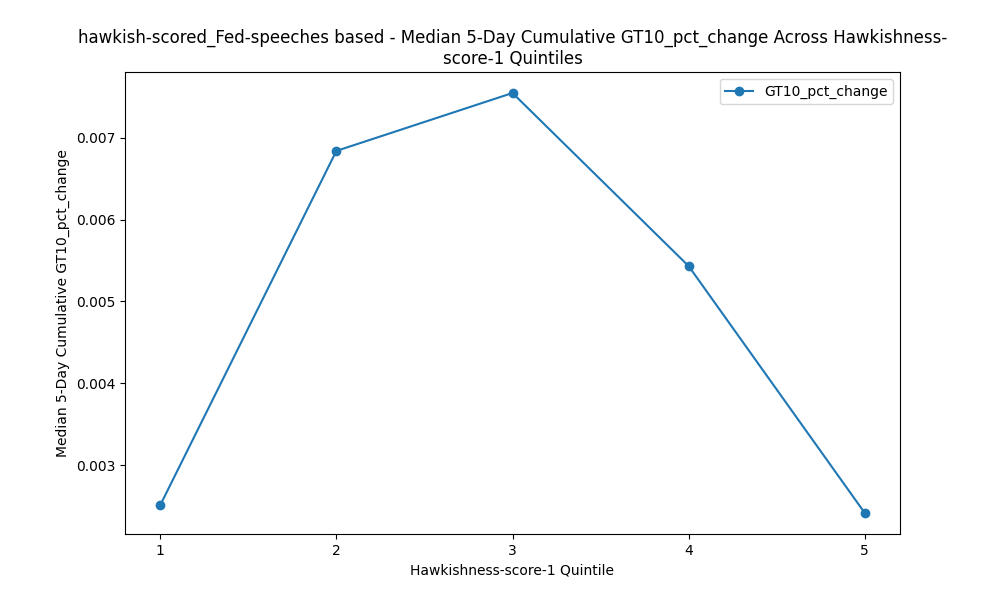 hawkish-scored_Fed-speeches based - Median 5-Day Cumulative GT10_pct_change Across Hawkishness-
score-1 Quintiles
GT10_pct_change
Median 5-Day Cumulative GT10_pct_change
0.007
0.006
0.005
0.004
0.003
1 2 3 4 5
Hawkishness-score-1 Quintile